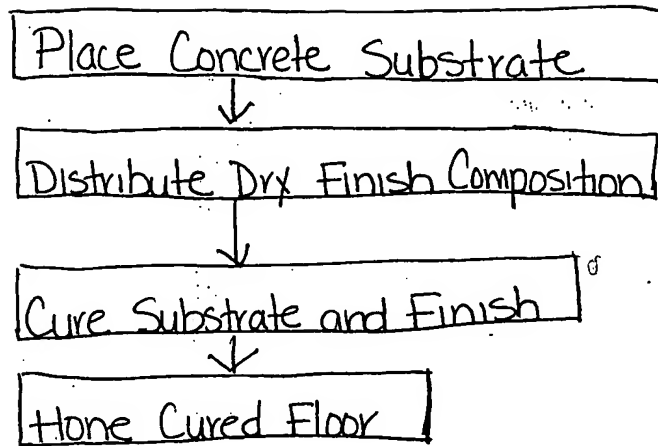 Place Concrete Substrate
Distribute Dry Finish Composition
Cure Substrate and Finish
Hone Cured Floor